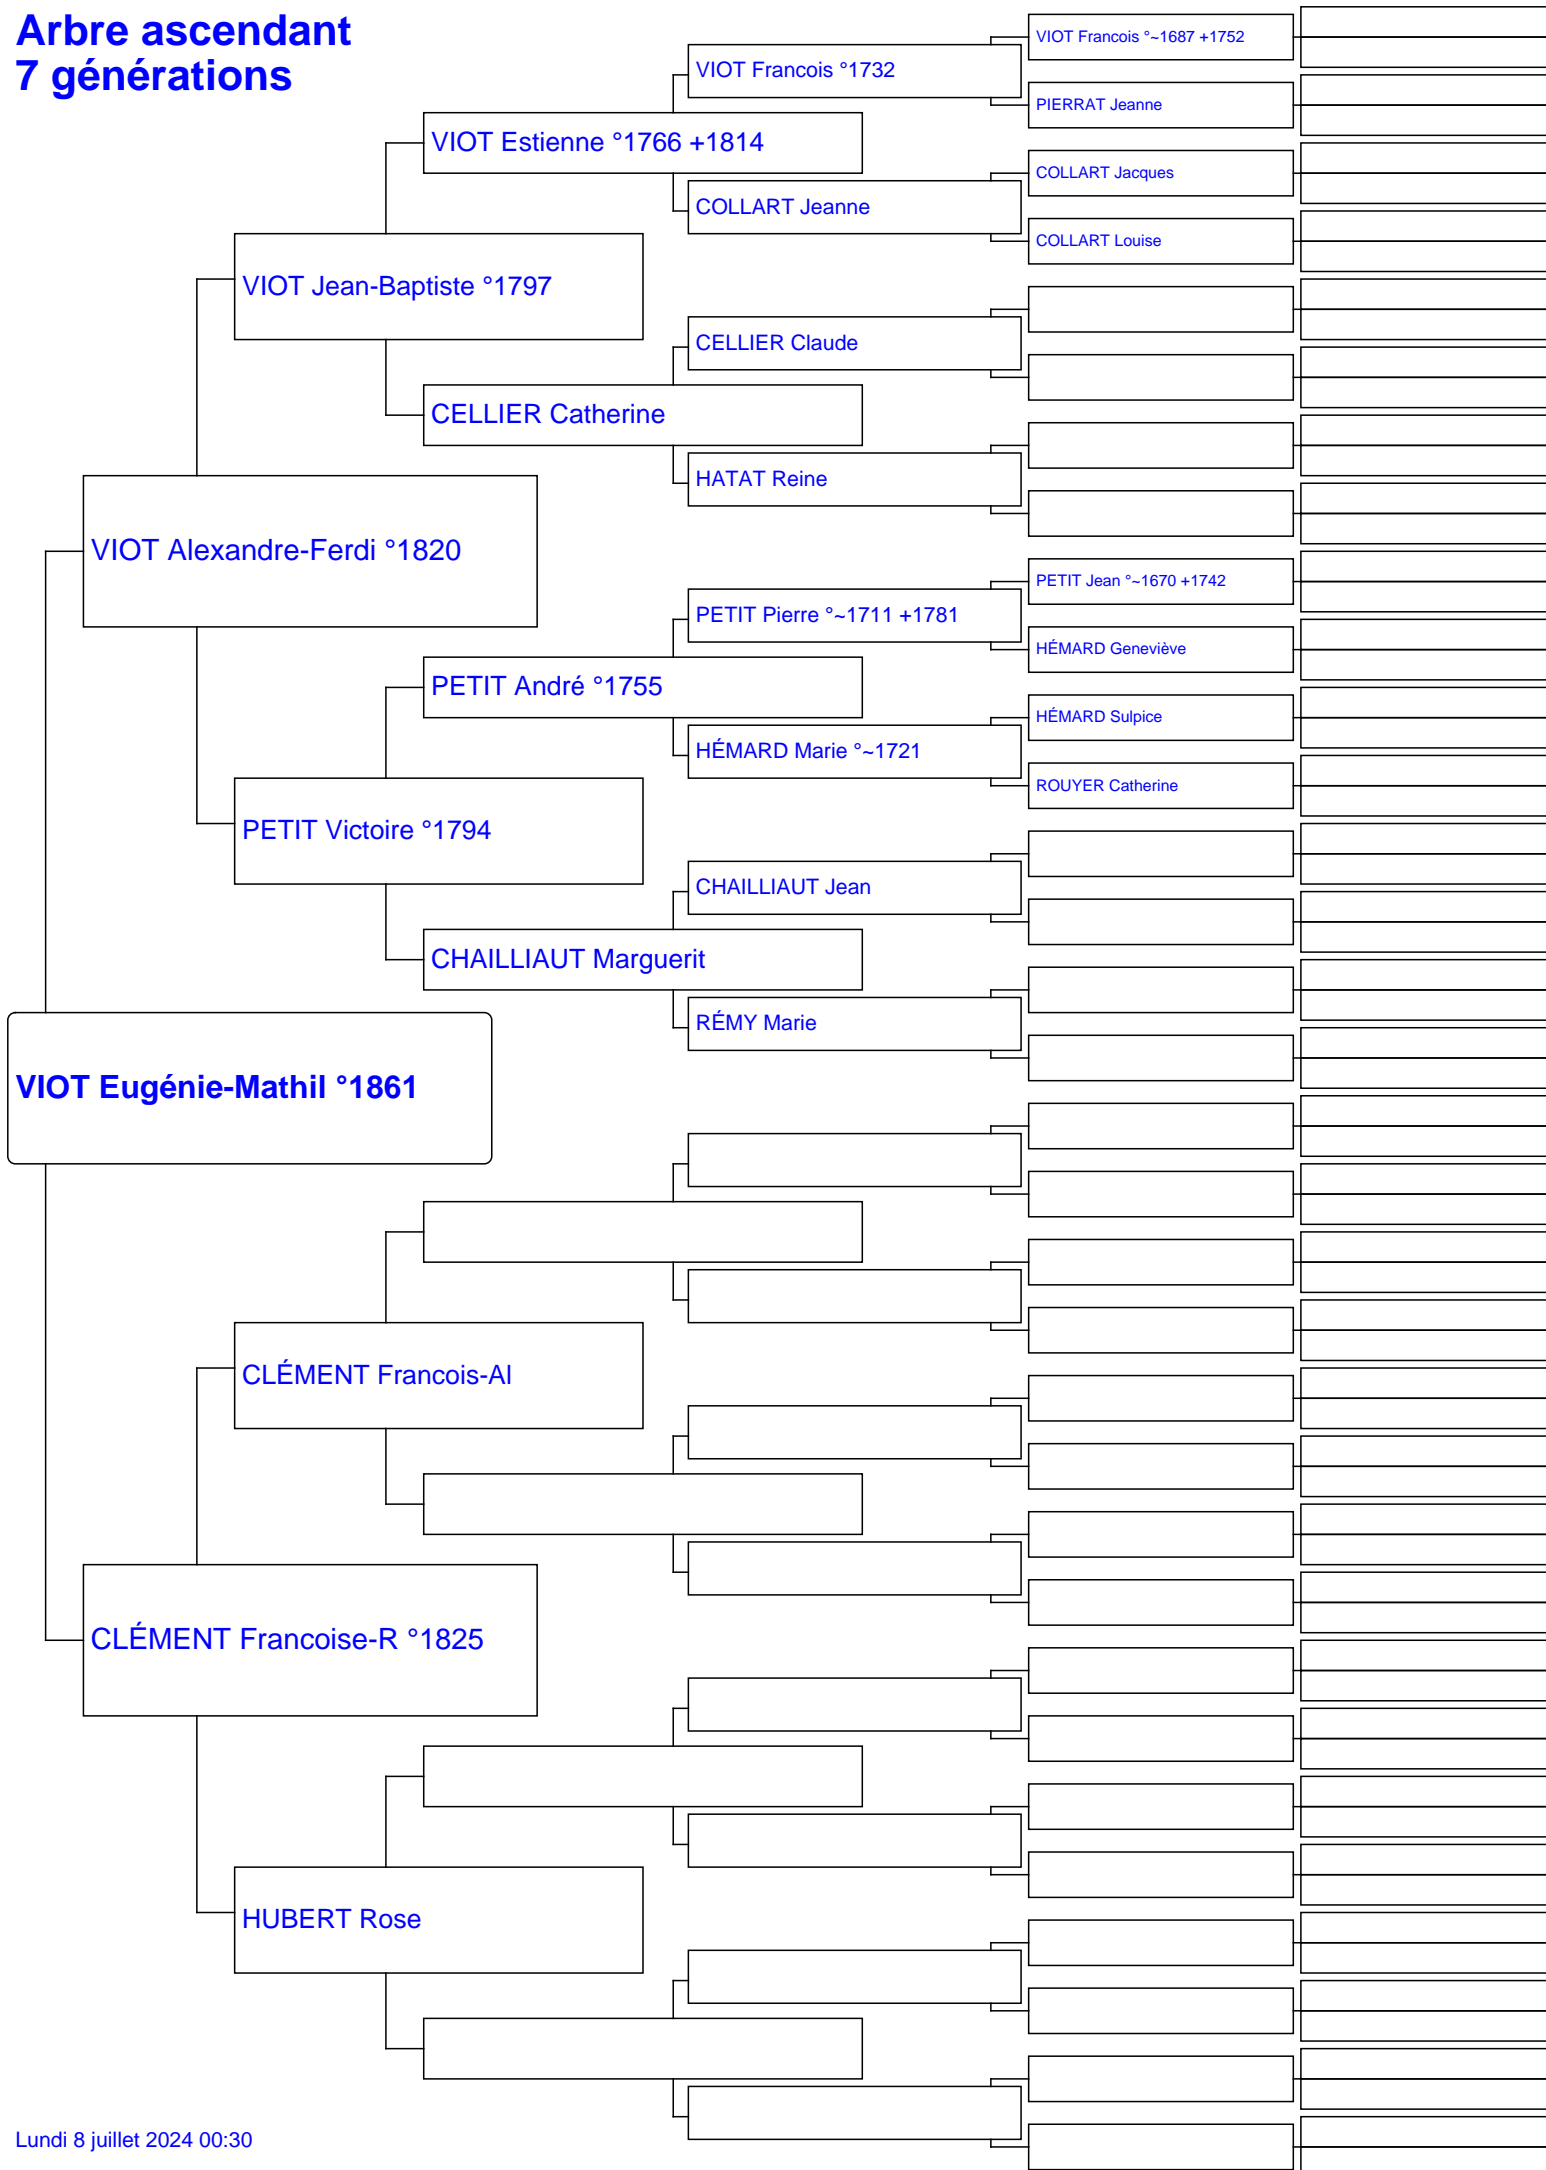 Arbre ascendant
7 générations
VIOT Francois °~1687 +1752
VIOT Francois °1732
PIERRAT Jeanne
VIOT Estienne °1766 +1814
COLLART Jacques
COLLART Jeanne
COLLART Louise
VIOT Jean-Baptiste °1797
CELLIER Claude
CELLIER Catherine
HATAT Reine
VIOT Alexandre-Ferdi °1820
PETIT Jean °~1670 +1742
PETIT Pierre °~1711 +1781
HÉMARD Geneviève
PETIT André °1755
HÉMARD Sulpice
HÉMARD Marie °~1721
ROUYER Catherine
PETIT Victoire °1794
CHAILLIAUT Jean
CHAILLIAUT Marguerit
RÉMY Marie
VIOT Eugénie-Mathil °1861
CLÉMENT Francois-Al
CLÉMENT Francoise-R °1825
HUBERT Rose
Lundi 8 juillet 2024 00:30